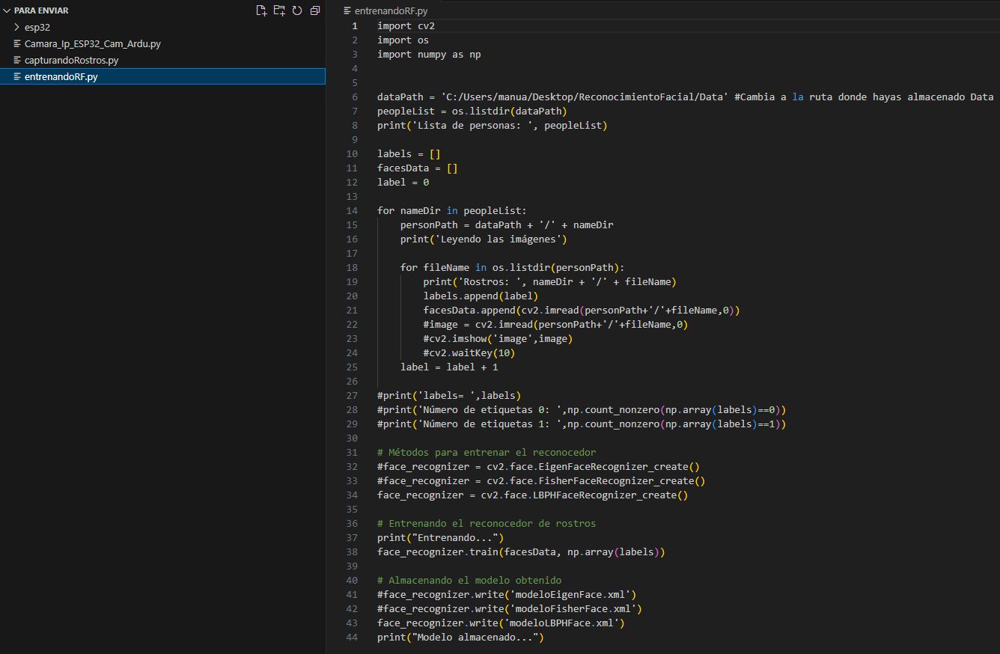 PARA ENVIAR
esp32
Camara_Ip_ESP32_Cam_Ardu.py
capturandoRostros.py
entrenandoRF.py
entrenandoRF.py
1 import cv2
2 import os
3 import numpy as np
4
5
6 dataPath = 'C:/Users/manua/Desktop/ReconocimientoFacial/Data' #Cambia a la ruta donde hayas almacenado Data
7 peopleList = os.listdir(dataPath)
8 print('Lista de personas: ', peopleList)
9
10 labels = []
11 facesData = []
12 label = 0
13
14 for nameDir in peopleList:
15     personPath = dataPath + '/' + nameDir
16     print('Leyendo las imágenes')
17
18     for fileName in os.listdir(personPath):
19         print('Rostros: ', nameDir + '/' + fileName)
20         labels.append(label)
21         facesData.append(cv2.imread(personPath+'/'+fileName,0))
22         #image = cv2.imread(personPath+'/'+fileName,0)
23         #cv2.imshow('image',image)
24         #cv2.waitKey(10)
25     label = label + 1
26
27 #print('labels= ',labels)
28 #print('Número de etiquetas 0: ',np.count_nonzero(np.array(labels)==0))
29 #print('Número de etiquetas 1: ',np.count_nonzero(np.array(labels)==1))
30
31 # Métodos para entrenar el reconocedor
32 #face_recognizer = cv2.face.EigenFaceRecognizer_create()
33 #face_recognizer = cv2.face.FisherFaceRecognizer_create()
34 face_recognizer = cv2.face.LBPHFaceRecognizer_create()
35
36 # Entrenando el reconocedor de rostros
37 print("Entrenando...")
38 face_recognizer.train(facesData, np.array(labels))
39
40 # Almacenando el modelo obtenido
41 #face_recognizer.write('modeloEigenFace.xml')
42 #face_recognizer.write('modeloFisherFace.xml')
43 face_recognizer.write('modeloLBPHFace.xml')
44 print("Modelo almacenado...")